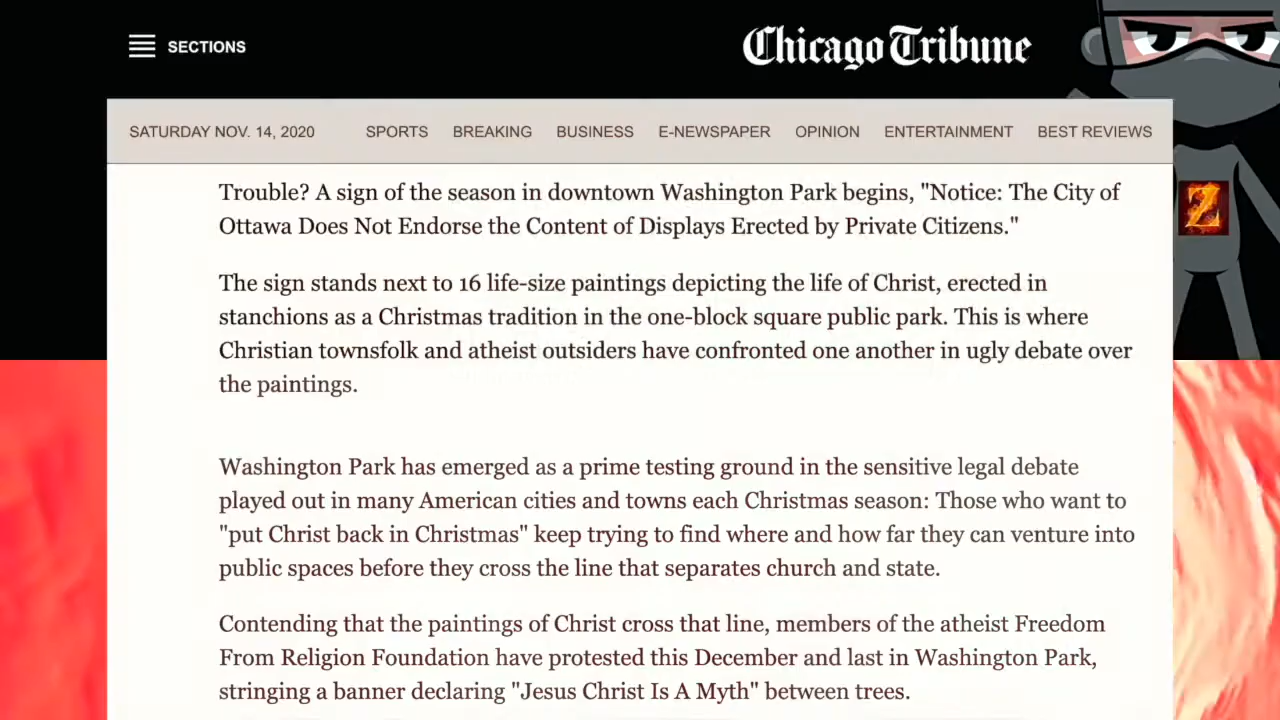 SECTIONS
Chicago Tribune
SATURDAY NOV. 14, 2020 SPORTS BREAKING BUSINESS E-NEWSPAPER OPINION ENTERTAINMENT BEST REVIEWS
Trouble? A sign of the season in downtown Washington Park begins, "Notice: The City of
Ottawa Does Not Endorse the Content of Displays Erected by Private Citizens."
The sign stands next to 16 life-size paintings depicting the life of Christ, erected in
stanchions as a Christmas tradition in the one-block square public park. This is where
Christian townsfolk and atheist outsiders have confronted one another in ugly debate over
the paintings.
Washington Park has emerged as a prime testing ground in the sensitive legal debate
played out in many American cities and towns each Christmas season: Those who want to
"put Christ back in Christmas" keep trying to find where and how far they can venture into
public spaces before they cross the line that separates church and state.
Contending that the paintings of Christ cross that line, members of the atheist Freedom
From Religion Foundation have protested this December and last in Washington Park,
stringing a banner declaring "Jesus Christ Is A Myth" between trees.
Z